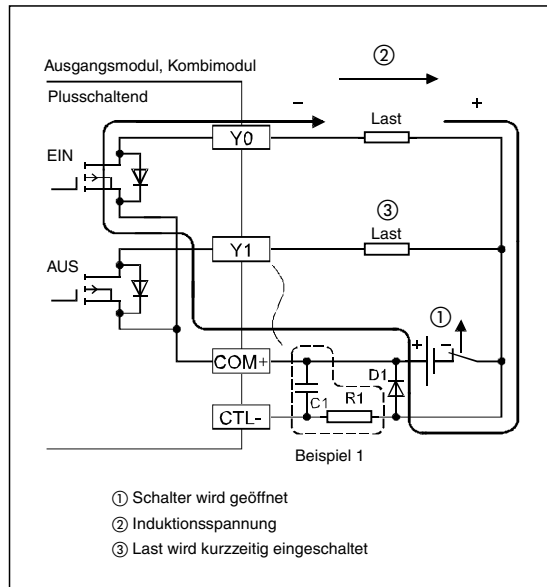 Ausgangsmodul, Kombimodul
②
Plusschaltend
–
Last
+
Y0
EIN
③
Last
Y1
AUS
①
+
–
COM+
D1
C1
R1
CTL-
Beispiel 1
① Schalter wird geöffnet
② Induktionsspannung
③ Last wird kurzzeitig eingeschaltet